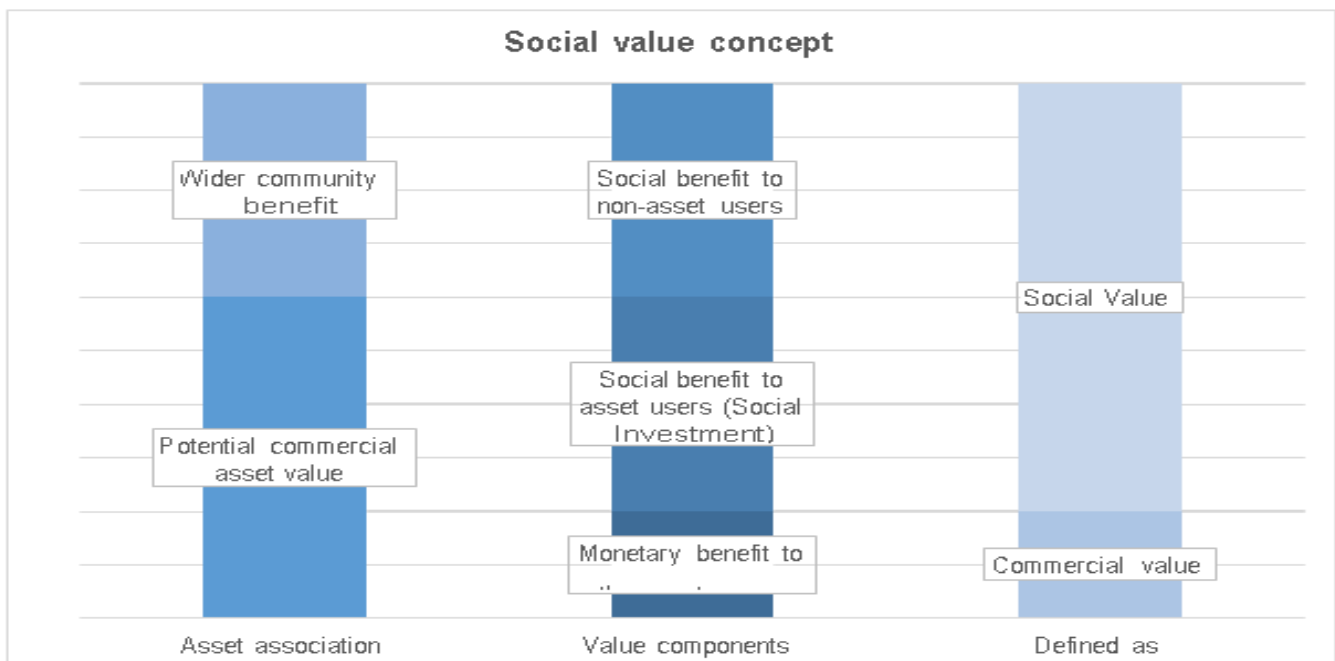 Social value concept
Wider community
benefit
Social benefit to
non-asset users
Social Value
Social benefit to
asset users (Social
Investment)
Potential commercial
asset value
Monetary benefit to
Commercial value
Asset association
Value components
Defined as